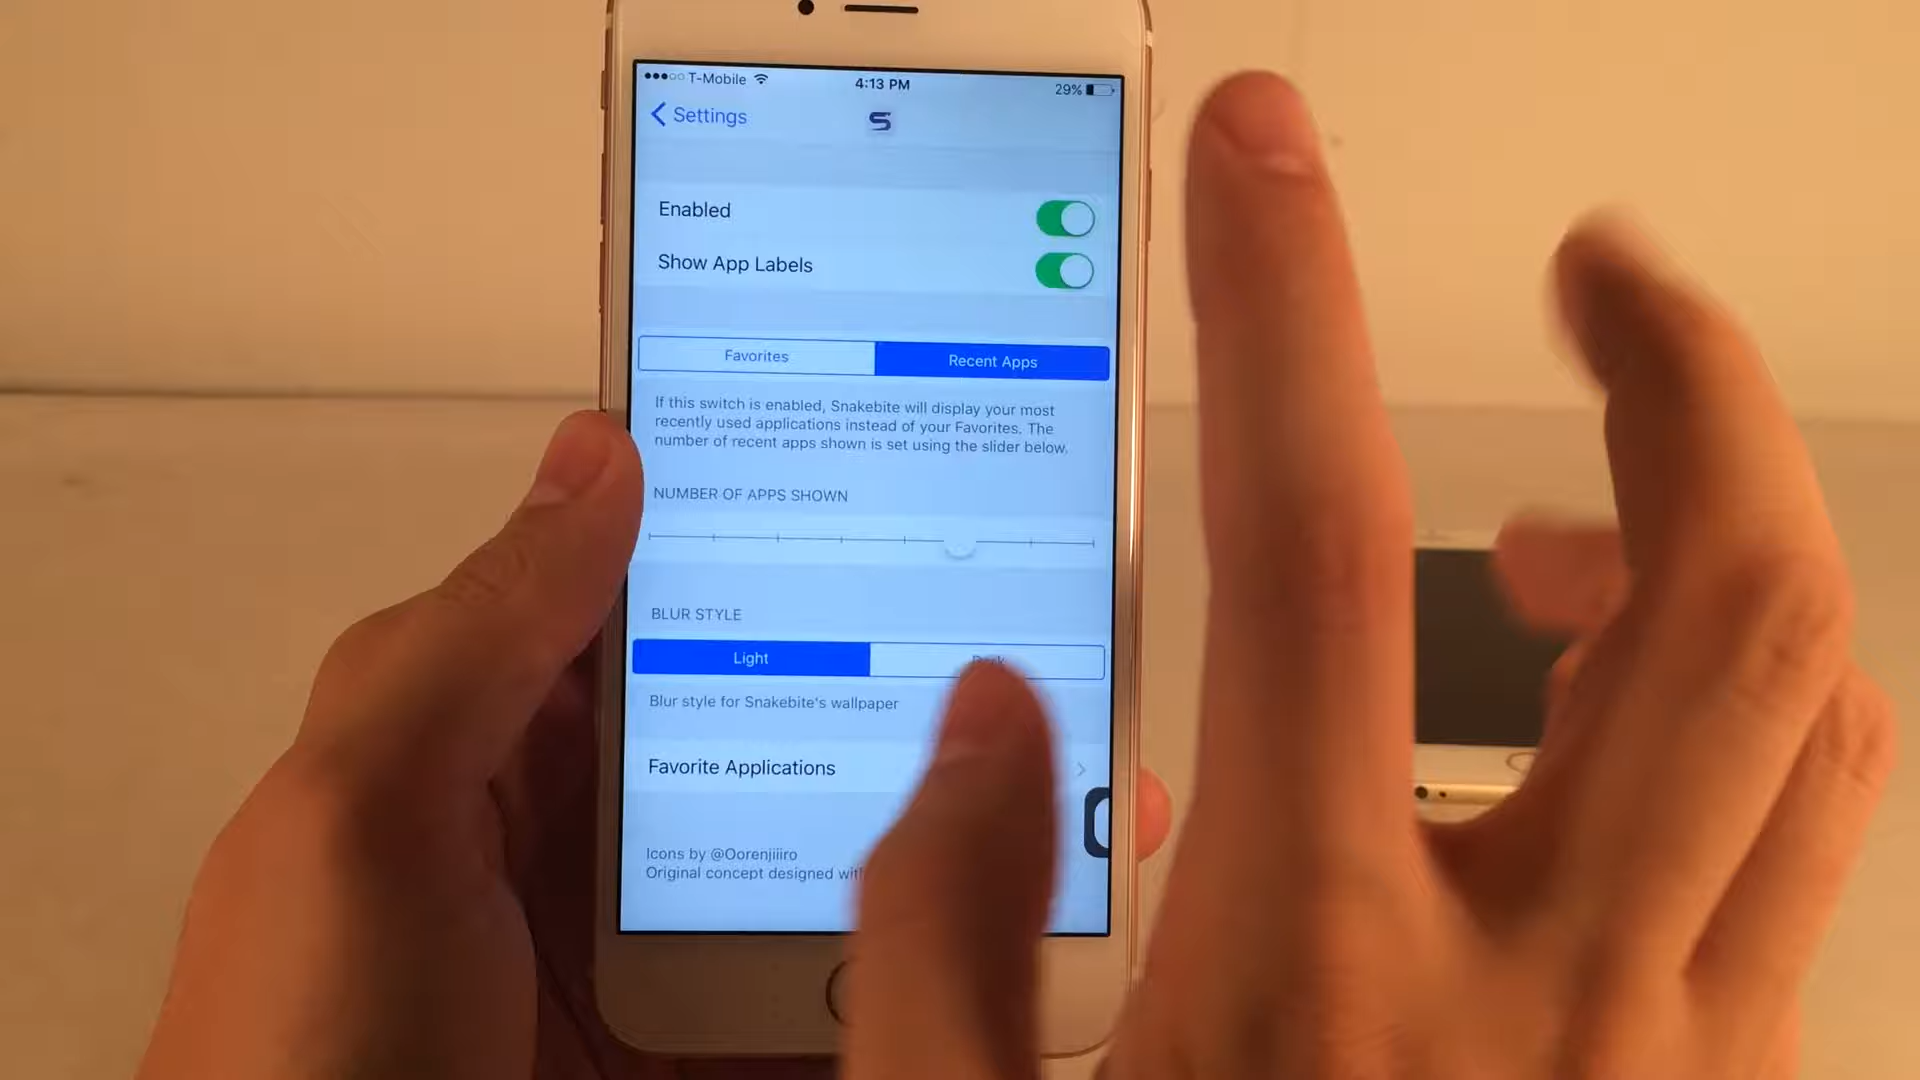 T-Mobile
4:13 PM
29%
Settings
S
Enabled
Show App Labels
Favorites
Recent Apps
If this switch is enabled, Snakebite will display your most
recently used applications instead of your Favorites. The
number of recent apps shown is set using the slider below.
NUMBER OF APPS SHOWN
BLUR STYLE
Light
Blur style for Snakebite's wallpaper
Favorite Applications
Icons by @Oorenjiiiro
Original concept designed